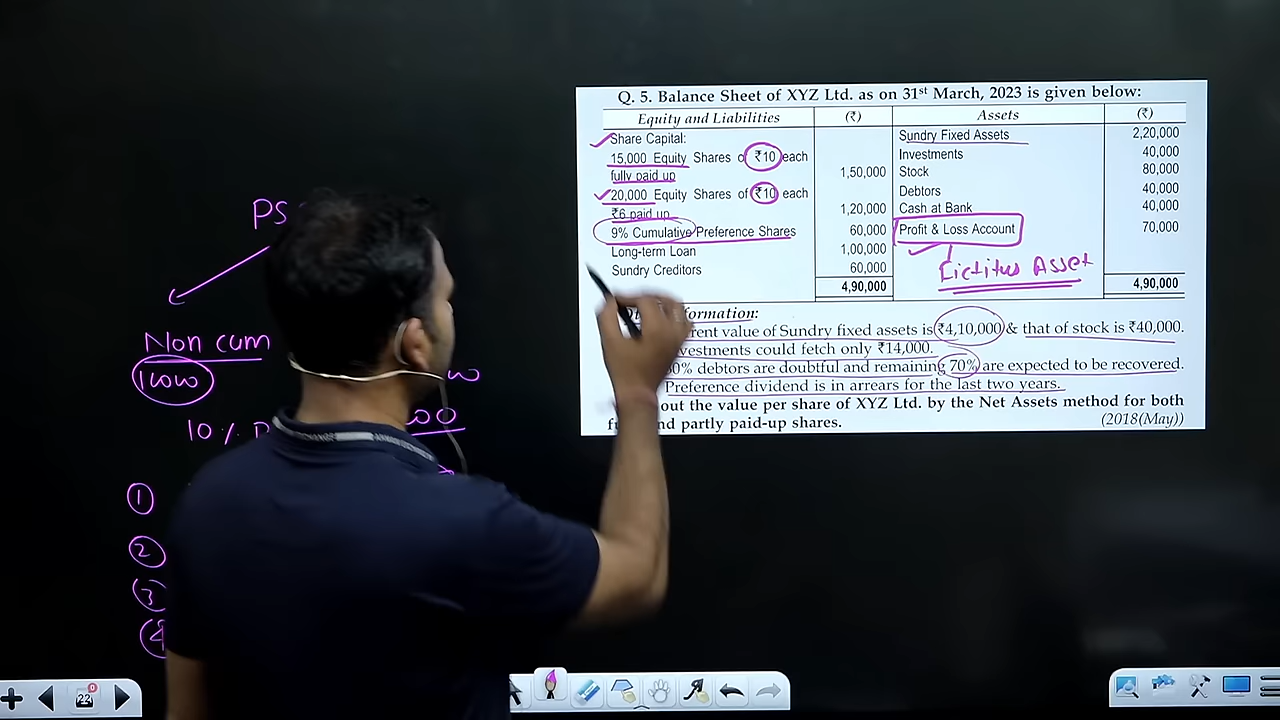 Q. 5. Balance Sheet of XYZ Ltd. as on 31st March, 2023 is given below:
Equity and Liabilities (₹) Assets (₹)
Share Capital: Sundry Fixed Assets 2,20,000
15,000 Equity Shares of ₹10 each Investments 40,000
fully paid up 1,50,000 Stock 80,000
20,000 Equity Shares of ₹10 each Debtors 40,000
₹6 paid up 1,20,000 Cash at Bank 40,000
9% Cumulative Preference Shares 60,000 Profit & Loss Account 70,000
Long-term Loan 1,00,000
Sundry Creditors 60,000
4,90,000 4,90,000
Fictitus Asset
formation:
rent value of Sundry fixed assets is ₹4,10,000 & that of stock is ₹40,000.
vestments could fetch only ₹14,000.
0% debtors are doubtful and remaining 70% are expected to be recovered.
Preference dividend is in arrears for the last two years.
out the value per share of XYZ Ltd. by the Net Assets method for both
nd partly paid-up shares. (2018(May))
PS
Non cum
10%
1
2
3
4
22